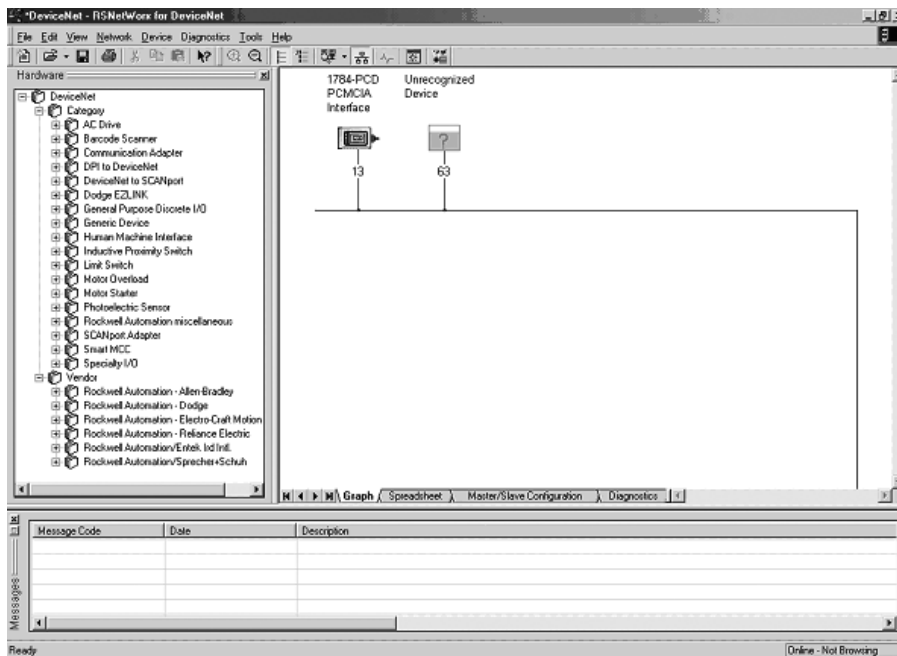 *DeviceNet - RSNetWorx for DeviceNet
File Edit View Network Device Diagnostics Tools Help
Hardware
DeviceNet
Category
AC Drive
Barcode Scanner
Communication Adapter
DPI to DeviceNet
DeviceNet to SCANport
Dodge EZLINK
General Purpose Discrete I/O
Generic Device
Human Machine Interface
Inductive Proximity Switch
Limit Switch
Motor Overload
Motor Starter
Photoelectric Sensor
Rockwell Automation miscellaneous
SCANport Adapter
Smart MCC
Specialty I/O
Vendor
Rockwell Automation - Allen-Bradley
Rockwell Automation - Dodge
Rockwell Automation - Electro-Craft Motion
Rockwell Automation - Reliance Electric
Rockwell Automation/Entek Ird Intl.
Rockwell Automation/Sprecher+Schuh
1784-PCD
PCMCIA
Interface
13
Unrecognized
Device
?
63
Graph Spreadsheet Master/Slave Configuration Diagnostics
Messages
Message Code Date Description
Ready Online - Not Browsing